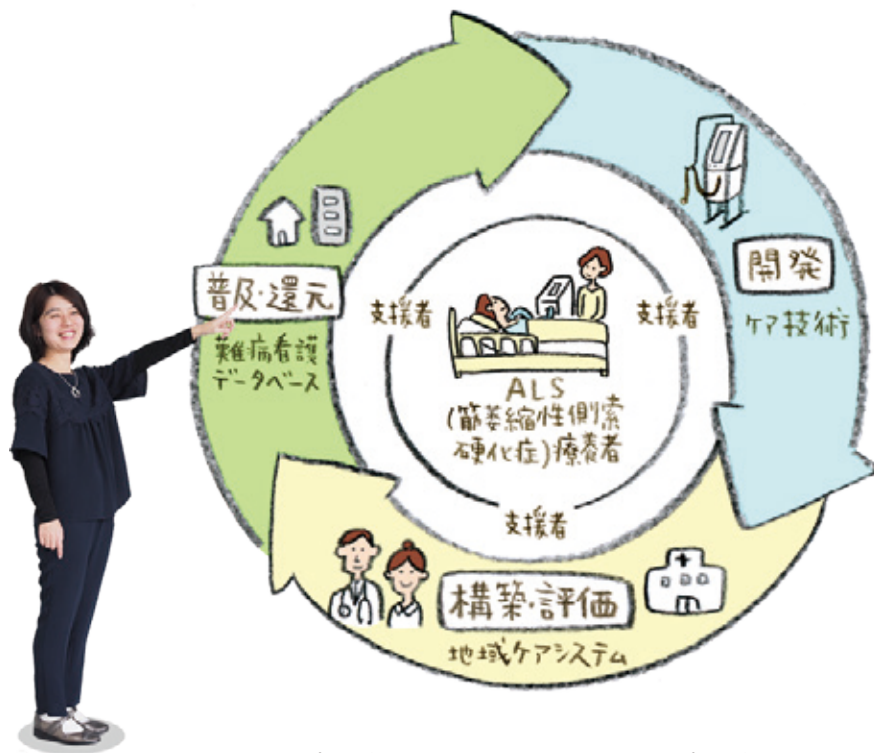 開発
ケア技術
普及・還元
難病看護
データベース
支援者
支援者
ALS
(筋萎縮性側索
硬化症)療養者
支援者
構築・評価
地域ケアシステム